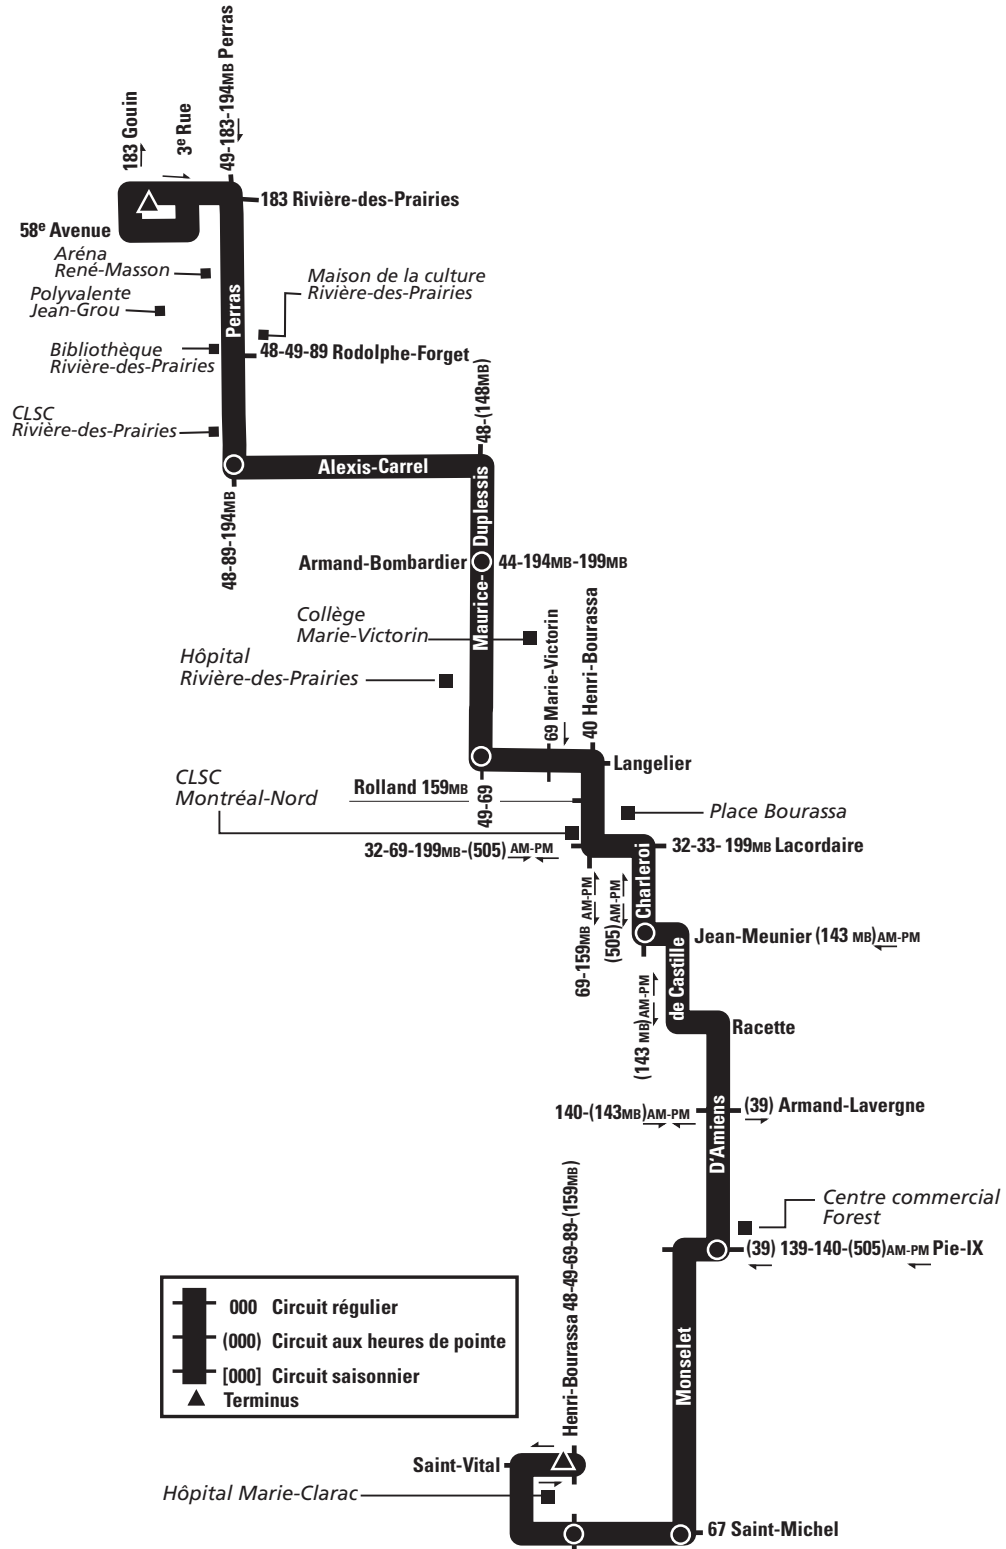 49-183-194MB Perras
183 Gouin
3e Rue
183 Rivière-des-Prairies
58e Avenue
Aréna
René-Masson
Maison de la culture
Rivière-des-Prairies
Polyvalente
Jean-Grou
Perras
Bibliothèque
Rivière-des-Prairies
48-49-89 Rodolphe-Forget
CLSC
Rivière-des-Prairies
48-(148MB)
Alexis-Carrel
48-89-194MB
Maurice-Duplessis
Armand-Bombardier
44-194MB-199MB
Collège
Marie-Victorin
Hôpital
Rivière-des-Prairies
69 Marie-Victorin
40 Henri-Bourassa
Langelier
CLSC
Montréal-Nord
Rolland 159MB
49-69
Place Bourassa
32-69-199MB-(505) AM-PM
32-33- 199MB Lacordaire
Charleroi
69-159MB AM-PM
(505) AM-PM
Jean-Meunier (143 MB) AM-PM
de Castille
(143 MB) AM-PM
Racette
140-(143MB) AM-PM
(39) Armand-Lavergne
D'Amiens
Centre commercial
Forest
(39) 139-140-(505) AM-PM Pie-IX
Henri-Bourassa 48-49-69-89-(159MB)
Monselet
000 Circuit régulier
(000) Circuit aux heures de pointe
[000] Circuit saisonnier
Terminus
Saint-Vital
Hôpital Marie-Clarac
67 Saint-Michel